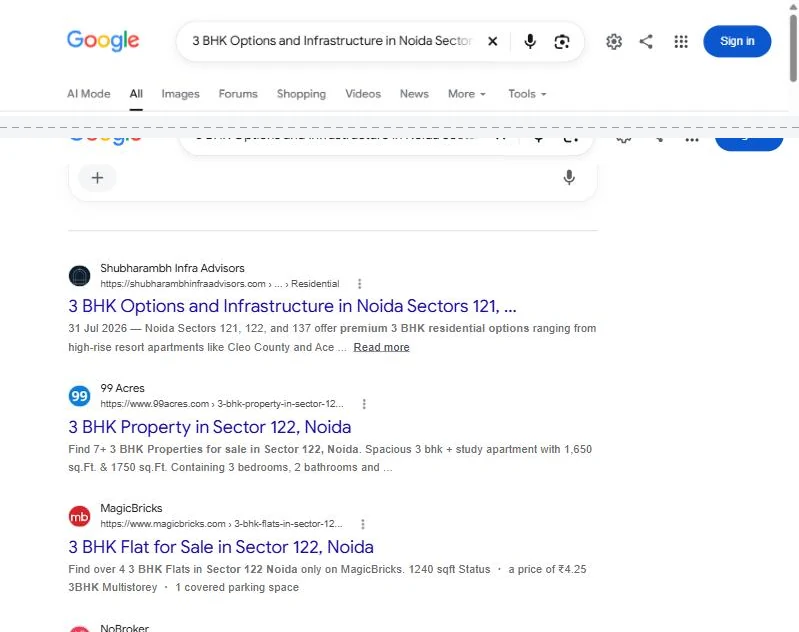 Google
3 BHK Options and Infrastructure in Noida Sector
Sign in
AI Mode All Images Forums Shopping Videos News More Tools
Shubharambh Infra Advisors
https://shubharambhinfraadvisors.com › ... › Residential
3 BHK Options and Infrastructure in Noida Sectors 121, ...
31 Jul 2026 — Noida Sectors 121, 122, and 137 offer premium 3 BHK residential options ranging from
high-rise resort apartments like Cleo County and Ace ... Read more
99
99 Acres
https://www.99acres.com › 3-bhk-property-in-sector-12...
3 BHK Property in Sector 122, Noida
Find 7+ 3 BHK Properties for sale in Sector 122, Noida. Spacious 3 bhk + study apartment with 1,650
sq.Ft. & 1750 sq.Ft. Containing 3 bedrooms, 2 bathrooms and ...
mb
MagicBricks
https://www.magicbricks.com › 3-bhk-flats-in-sector-12...
3 BHK Flat for Sale in Sector 122, Noida
Find over 4 3 BHK Flats in Sector 122 Noida only on MagicBricks. 1240 sqft Status · a price of ₹4.25
3BHK Multistorey · 1 covered parking space
NoBroker